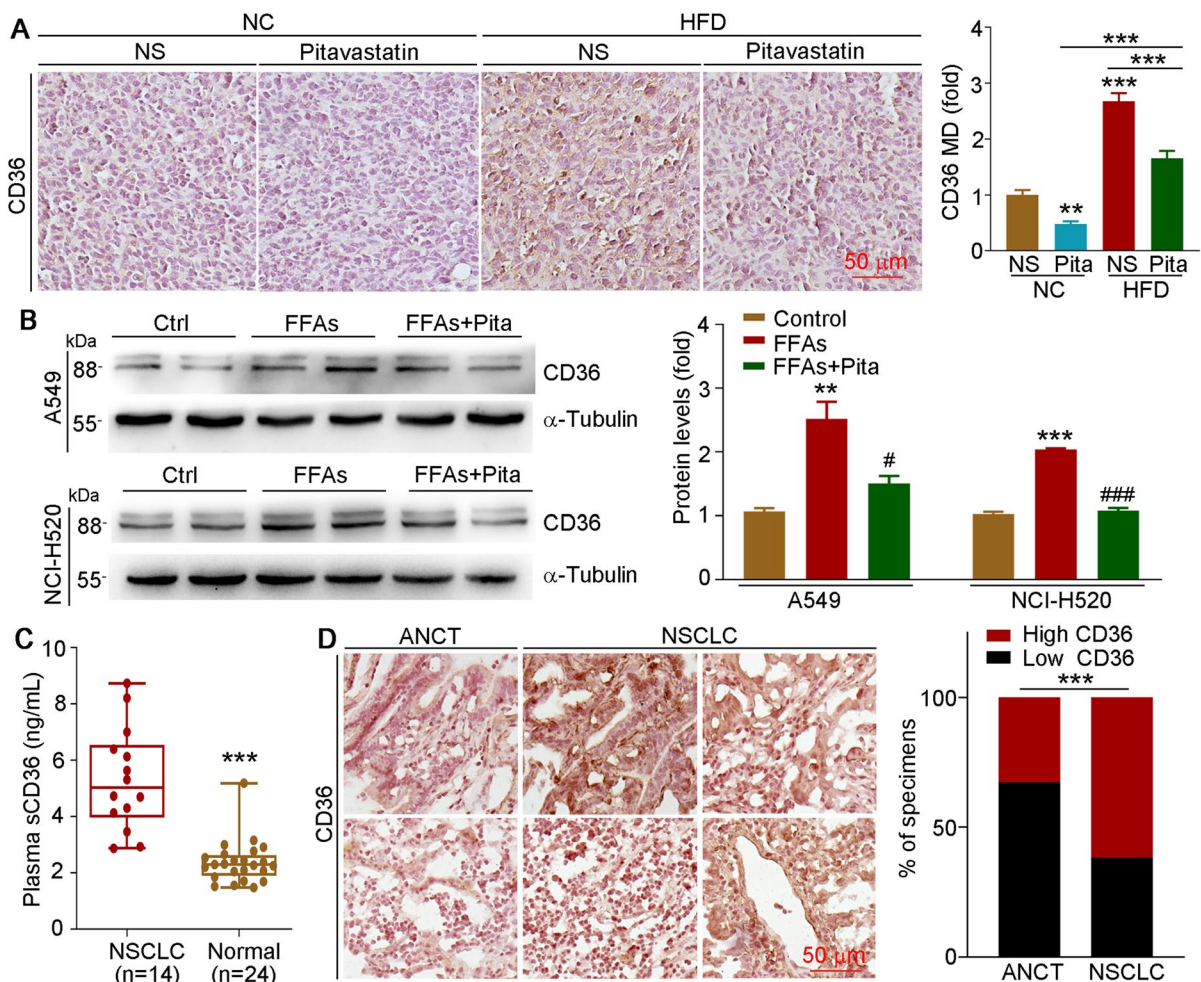 A
NC
HFD
NS
Pitavastatin
NS
Pitavastatin
CD36
50 µm
CD36 MD (fold)
4
3
2
1
0
***
***
***
**
NS Pita NS Pita
NC HFD
B
kDa
Ctrl FFAs FFAs+Pita
A549
88-
CD36
55-
α-Tubulin
kDa
Ctrl FFAs FFAs+Pita
NCI-H520
88-
CD36
55-
α-Tubulin
Protein levels (fold)
4
3
2
1
0
Control
FFAs
FFAs+Pita
**
#
***
###
A549 NCI-H520
C
Plasma sCD36 (ng/mL)
10
8
6
4
2
0
***
NSCLC Normal
(n=14) (n=24)
D
ANCT NSCLC
CD36
50 µm
High CD36
Low CD36
***
% of specimens
100
50
0
ANCT NSCLC